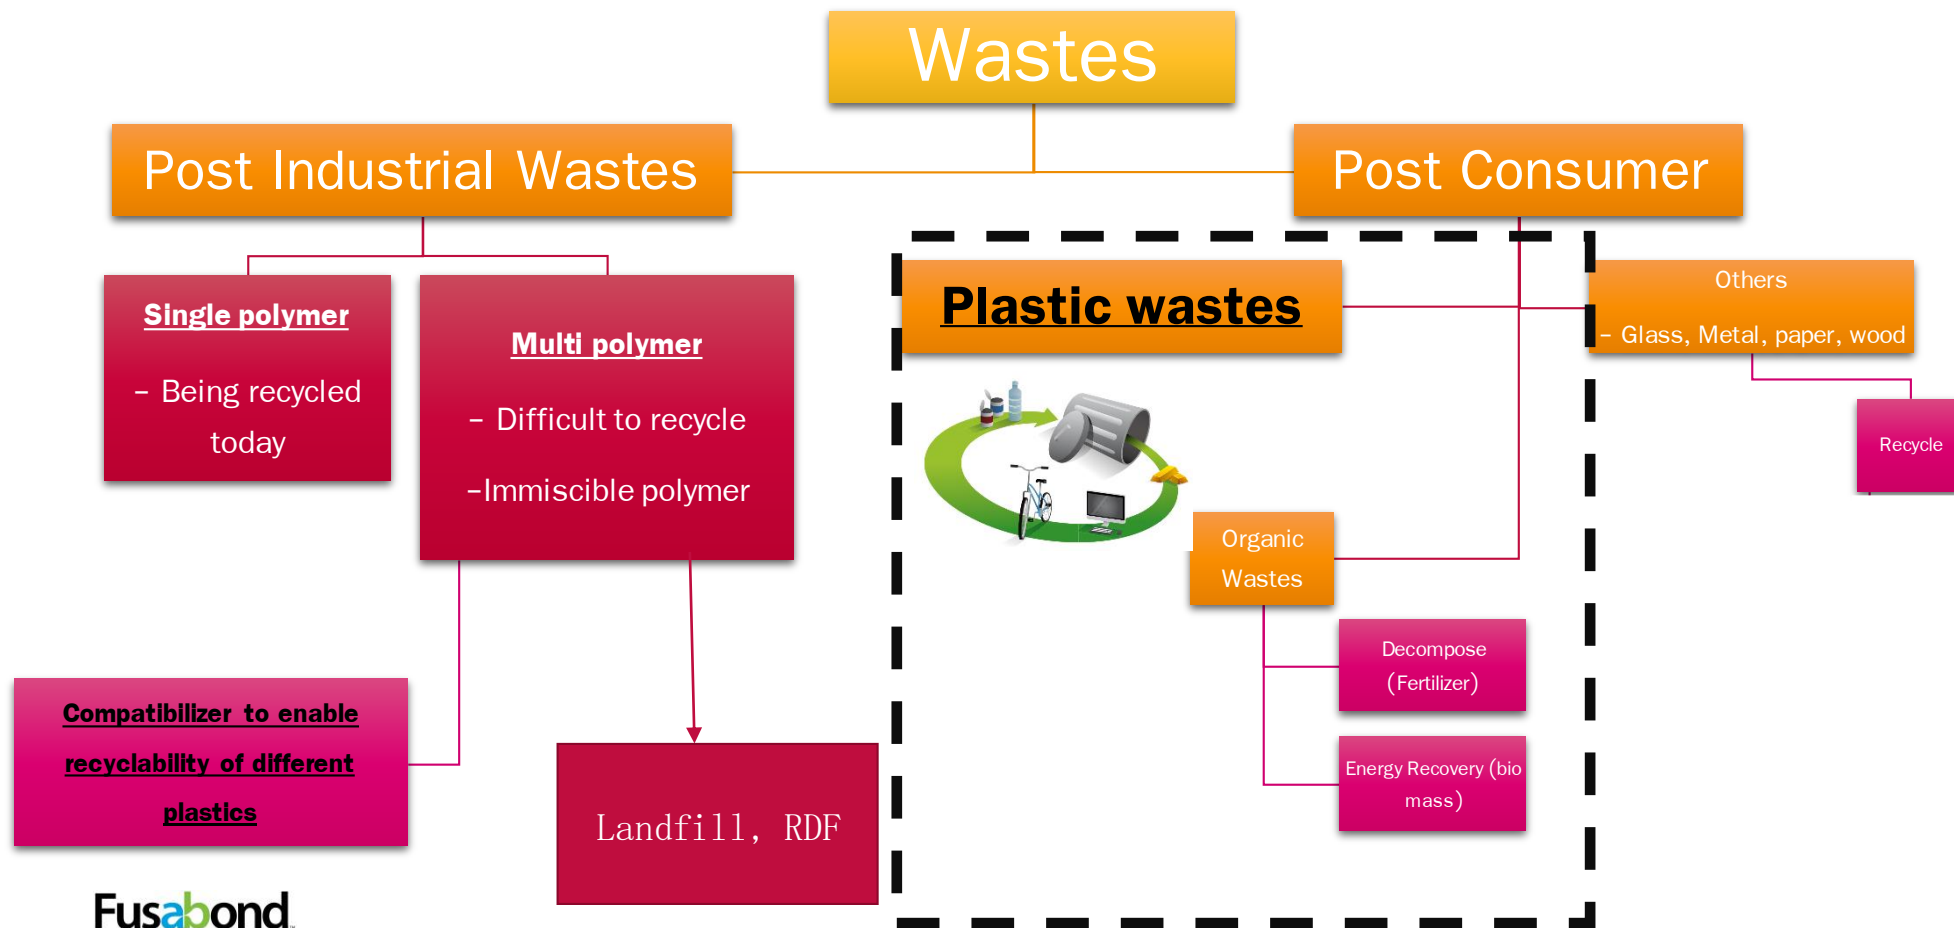 Wastes
Post Industrial Wastes
Post Consumer
Single polymer
– Being recycled
today
Multi polymer
– Difficult to recycle
–Immiscible polymer
Plastic wastes
Others
– Glass, Metal, paper, wood
Recycle
Organic
Wastes
Decompose
(Fertilizer)
Energy Recovery (bio
mass)
Compatibilizer to enable
recyclability of different
plastics
Landfill, RDF
Fusabond